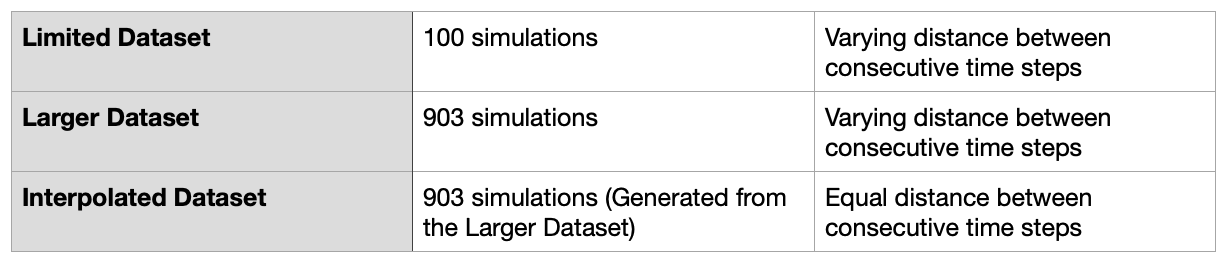 Limited Dataset
100 simulations
Varying distance between
consecutive time steps
Larger Dataset
903 simulations
Varying distance between
consecutive time steps
Interpolated Dataset
903 simulations (Generated from
the Larger Dataset)
Equal distance between
consecutive time steps